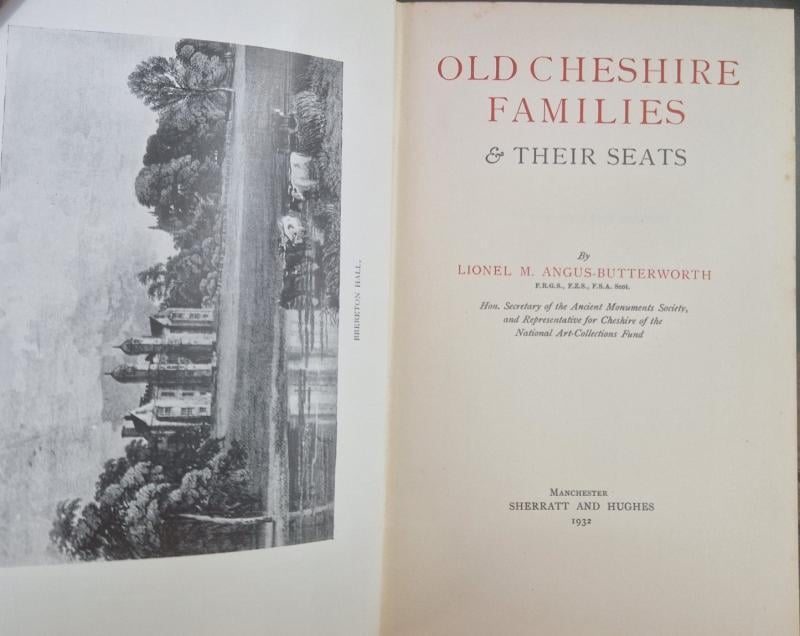 BRERETON HALL.
OLD CHESHIRE
FAMILIES
& THEIR SEATS
By
LIONEL M. ANGUS-BUTTERWORTH
F.R.G.S., F.Z.S., F.S.A. Scot.
Hon. Secretary of the Ancient Monuments Society,
and Representative for Cheshire of the
National Art-Collections Fund
MANCHESTER
SHERRATT AND HUGHES
1932